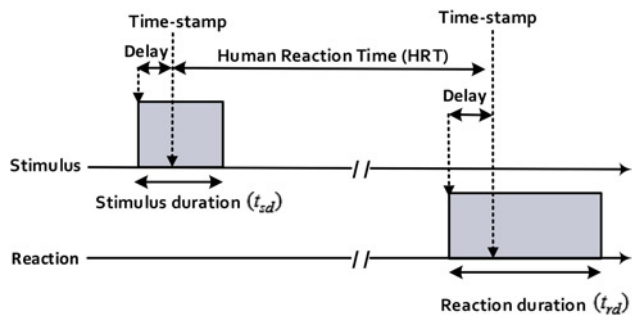 Time-stamp
Time-stamp
Delay
Human Reaction Time (HRT)
Delay
//
Stimulus
Stimulus duration (t_sd)
//
Reaction
Reaction duration (t_rd)